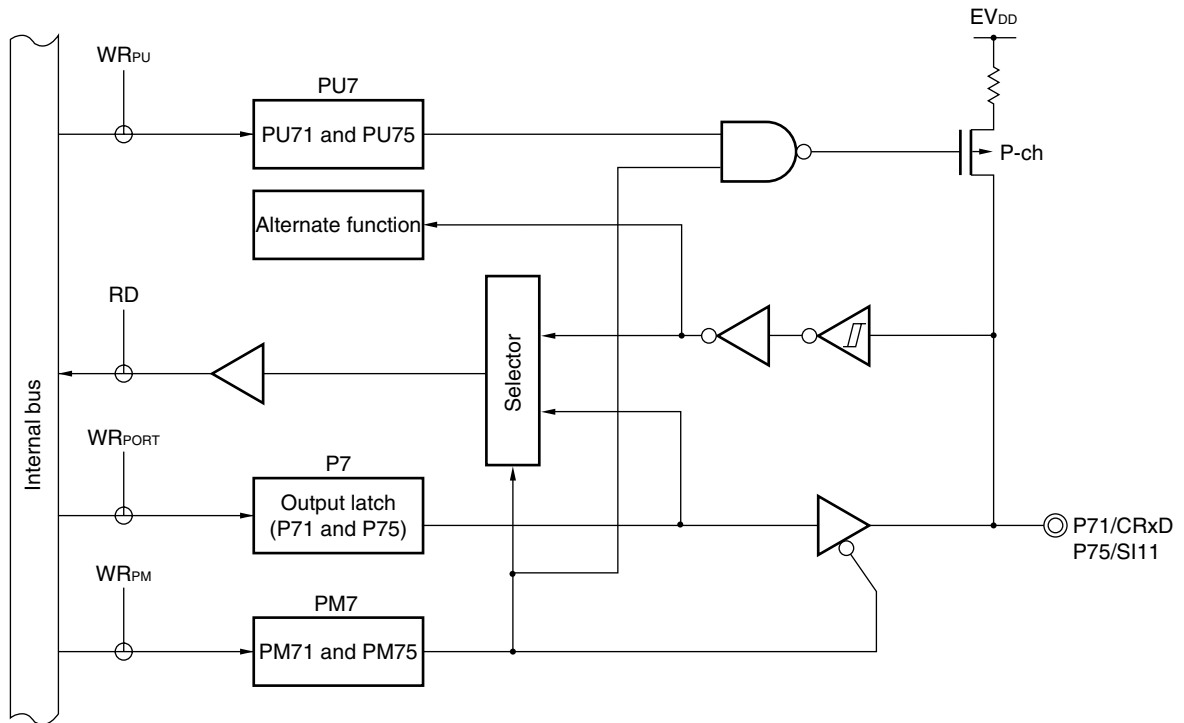 EVDD
WRPU
PU7
PU71 and PU75
P-ch
Alternate function
RD
Selector
Internal bus
WRPORT
P7
Output latch
(P71 and P75)
P71/CRxD
P75/SI11
WRPM
PM7
PM71 and PM75